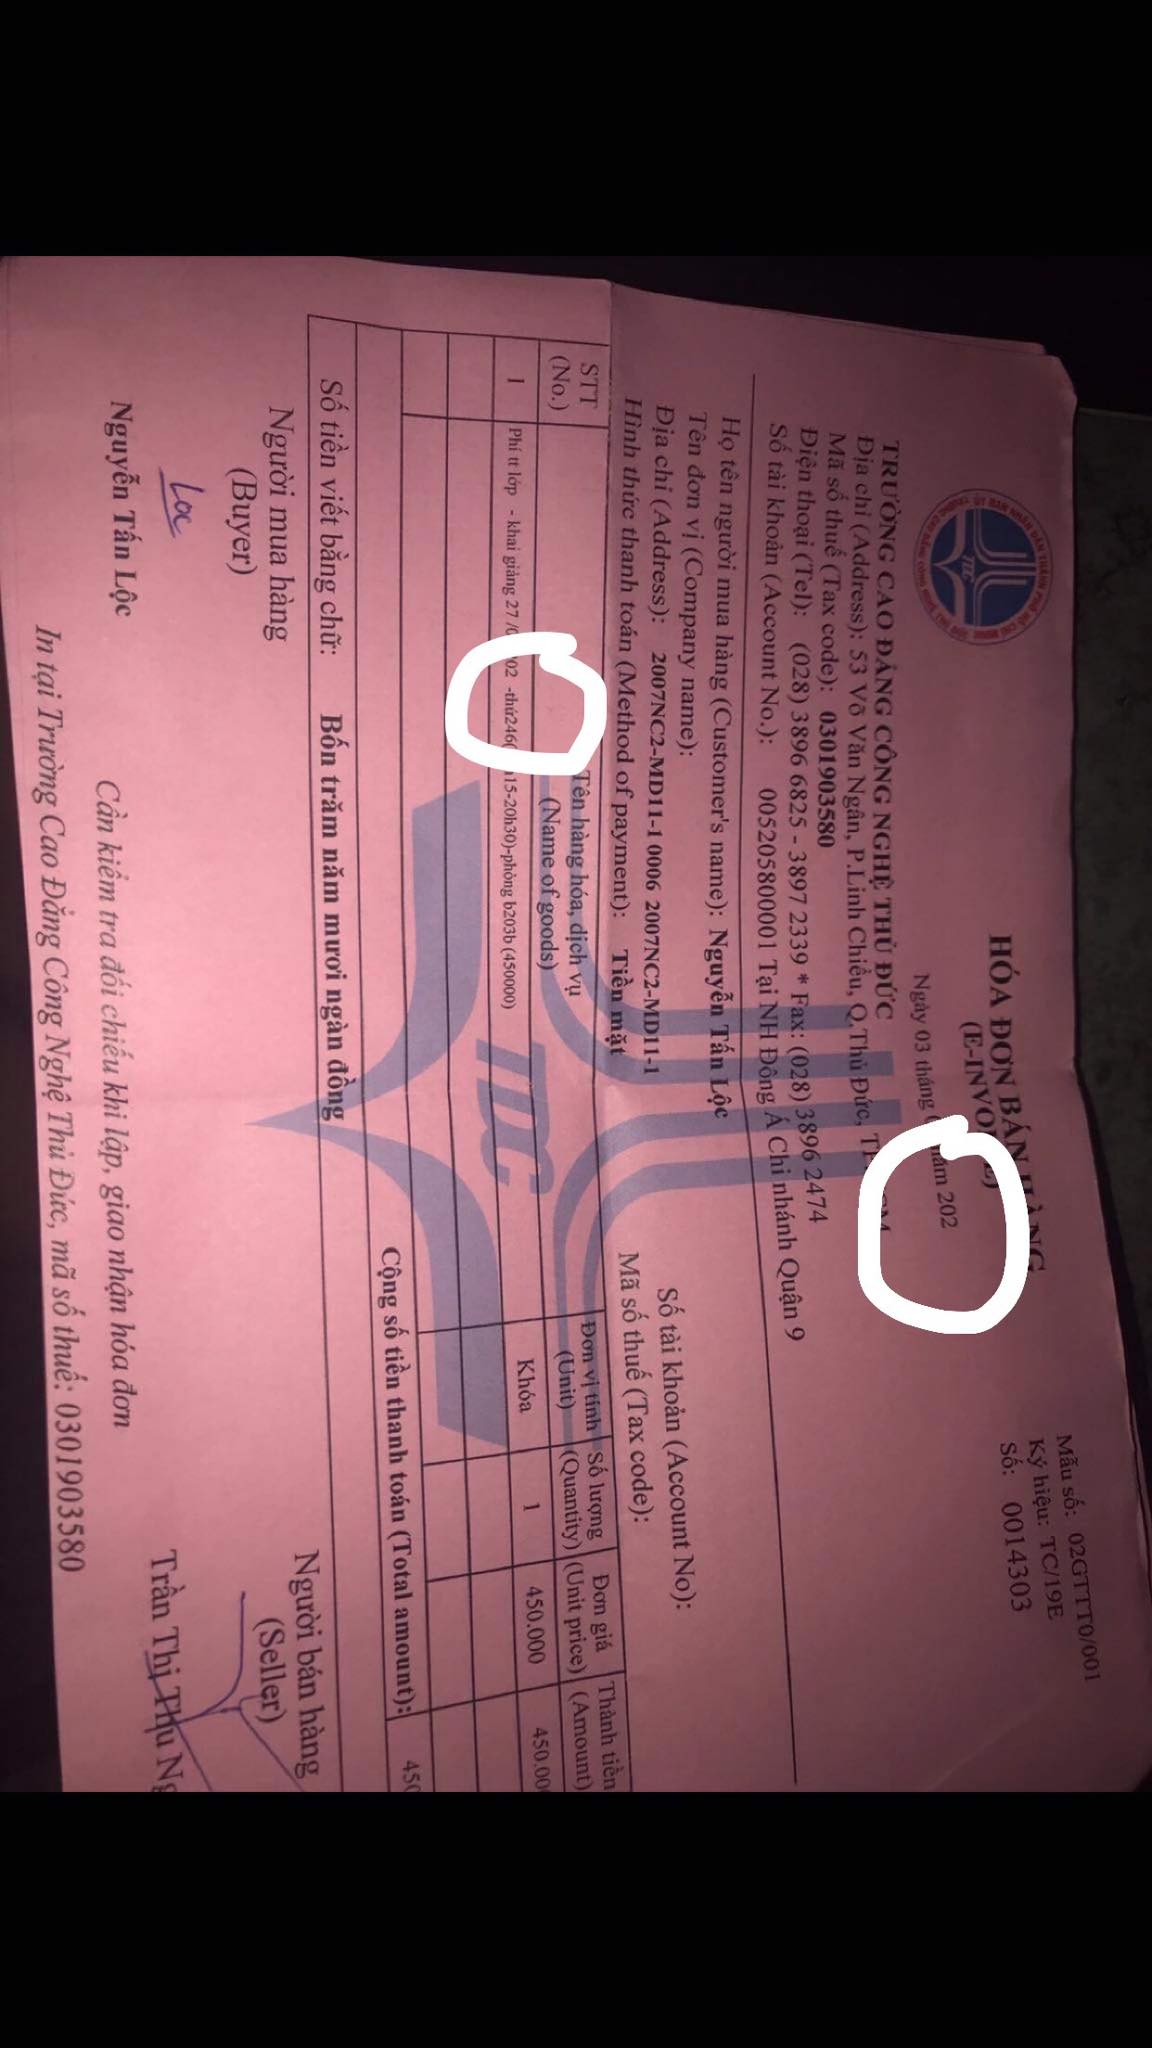 HÓA ĐƠN BÁN HÀNG
(E-INVOICE)
Ngày 03 tháng năm 202
Mẫu số: 02GTTT0/001
Ký hiệu: TC/19E
Số: 0014303
TRƯỜNG CAO ĐẲNG CÔNG NGHỆ THỦ ĐỨC
Địa chỉ (Address): 53 Võ Văn Ngân, P.Linh Chiểu, Q.Thủ Đức,
Mã số thuế (Tax code): 0301903580
Điện thoại (Tel): (028) 3896 6825 - 3897 2339 * Fax: (028) 3896 2474
Số tài khoản (Account No.): 005205800001 Tại NH Đông Á Chi nhánh Quận 9
Họ tên người mua hàng (Customer's name): Nguyễn Tấn Lộc
Tên đơn vị (Company name):
Địa chỉ (Address): 2007NC2-MD11-1 0006 2007NC2-MD11-1
Số tài khoản (Account No):
Hình thức thanh toán (Method of payment): Tiền mặt
Mã số thuế (Tax code):
STT
(No.)
Tên hàng hóa, dịch vụ
(Name of goods)
Đơn vị tính
(Unit)
Số lượng
(Quantity)
Đơn giá
(Unit price)
Thành tiền
(Amount)
1 Phí tt lớp - khai giảng 27 / 02 -thứ246( 15-20h30)-phòng b203b (450000) Khóa 1 450.000 450.00
Cộng số tiền thanh toán (Total amount): 450
Số tiền viết bằng chữ: Bốn trăm năm mươi ngàn đồng
Người mua hàng
(Buyer)
Người bán hàng
(Seller)
Loc
Nguyễn Tấn Lộc
Trần Thị Thu
Cần kiểm tra đối chiếu khi lập, giao nhận hóa đơn
In tại Trường Cao Đẳng Công Nghệ Thủ Đức, mã số thuế: 0301903580
TDC